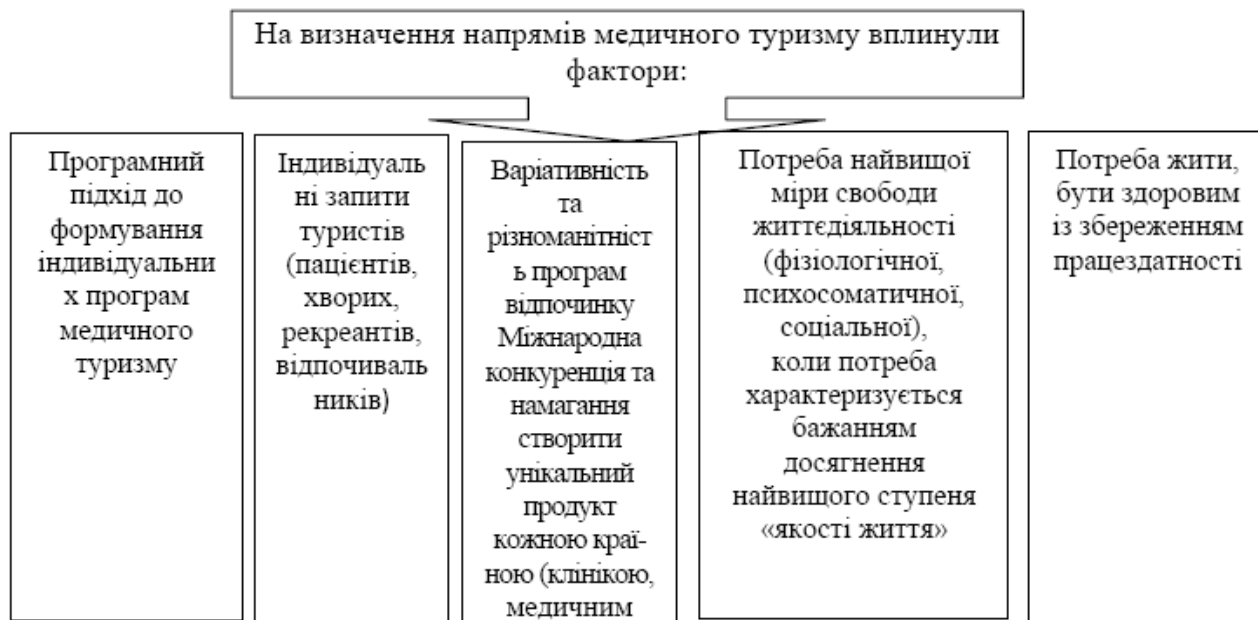 На визначення напрямів медичного туризму вплинули
фактори:
Програмний
підхід до
формування
індивідуальни
х програм
медичного
туризму
Індивідуаль
ні запити
туристів
(пацієнтів,
хворих,
рекреантів,
відпочиваль
ників)
Варіативність
та
різноманітніст
ь програм
відпочинку
Міжнародна
конкуренція та
намагання
створити
унікальний
продукт
кожною краї-
ною (клінікою,
медичним
Потреба найвищої
міри свободи
життєдіяльності
(фізіологічної,
психосоматичної,
соціальної),
коли потреба
характеризується
бажанням
досягнення
найвищого ступеня
«якості життя»
Потреба жити,
бути здоровим
із збереженням
працездатності